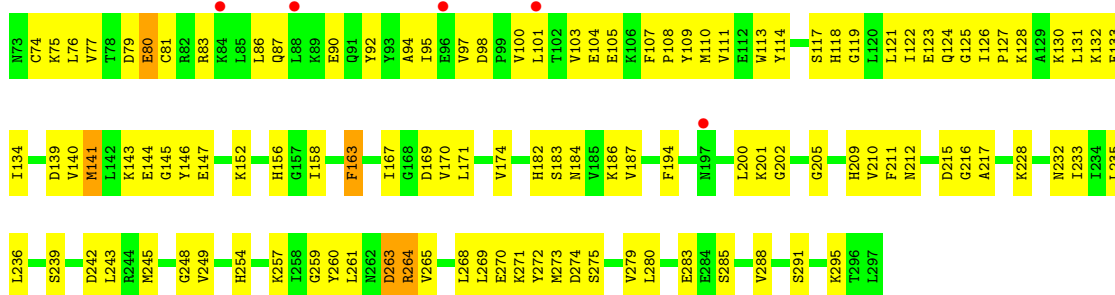 N73 C74 K75 L76 V77 T78 D79 E80 C81 R82 R83 K84 L85 L86 Q87 L88 K89 E90 Q91 Y92 Y93 A94 I95 E96 V97 D98 P99 V100 L101 T102 V103 E104 E105 K106 F107 P108 Y109 M110 V111 E112 W113 Y114 S117 H118 G119 L120 L121 I122 E123 Q124 G125 I126 P127 K128 A129 K130 L131 K132
I134 D139 V140 M141 L142 K143 E144 G145 Y146 E147 K152 H156 G157 I158 F163 I167 G168 D169 V170 L171 V174 H182 S183 N184 V185 K186 V187 F194 N197 L200 K201 G202 G205 H209 V210 F211 N212 D215 G216 A217 K228 N232 I233 I234
L236 S239 D242 L243 R244 M245 G248 V249 H254 K257 I258 G259 Y260 L261 N262 D263 R264 V265 L268 L269 E270 K271 Y272 M273 D274 S275 V279 L280 E283 E284 S285 V288 S291 K295 T296 L297